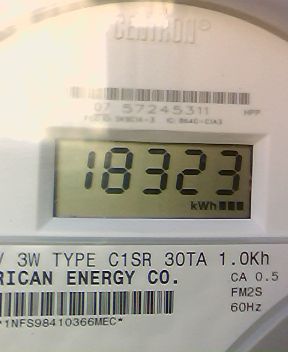 CENTRON®
07 57245311 HPP
18323
kWh
V 3W TYPE C1SR 30TA 1.0Kh
RICAN ENERGY CO. CA 0.5
FM2S
60Hz
*1NFS98410366MEC*